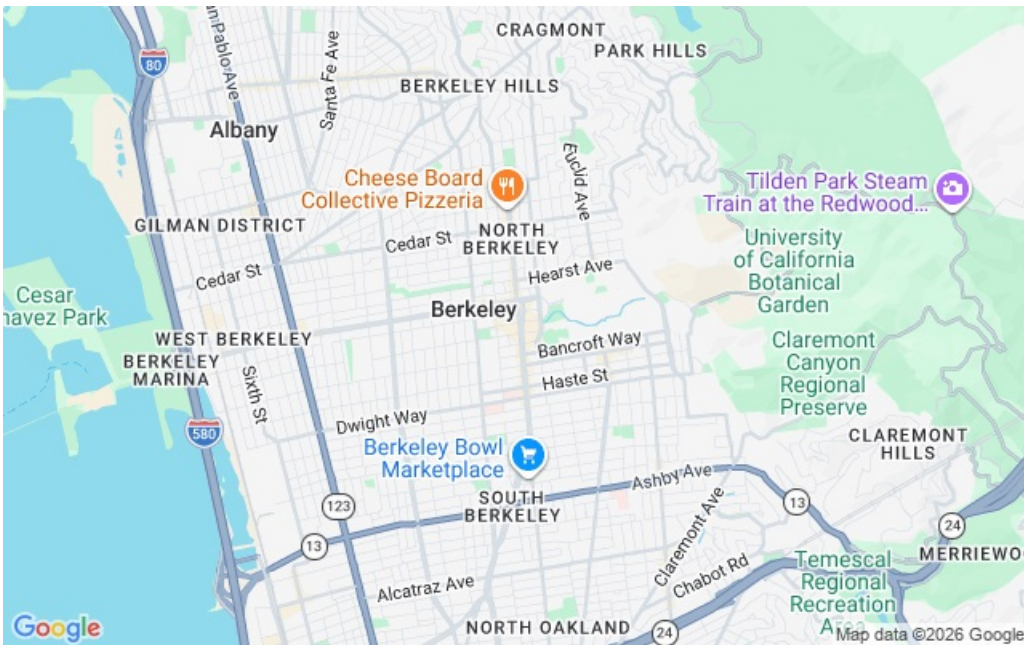 CRAGMONT
PARK HILLS
Pablo Ave
Santa Fe Ave
80
BERKELEY HILLS
Albany
Euclid Ave
Cheese Board
Collective Pizzeria
Tilden Park Steam
Train at the Redwood...
GILMAN DISTRICT
NORTH
BERKELEY
Cedar St
University
of California
Botanical
Garden
Cedar St
Hearst Ave
Cesar
havez Park
Berkeley
WEST BERKELEY
BERKELEY
MARINA
Bancroft Way
Claremont
Canyon
Regional
Preserve
Sixth St
Haste St
Dwight Way
580
CLAREMONT
HILLS
Berkeley Bowl
Marketplace
Ashby Ave
SOUTH
BERKELEY
123
13
13
24
Claremont Ave
MERRIEWO
Temescal
Regional
Recreation
Chabot Rd
Alcatraz Ave
NORTH OAKLAND
24
Google
Map data ©2026 Google